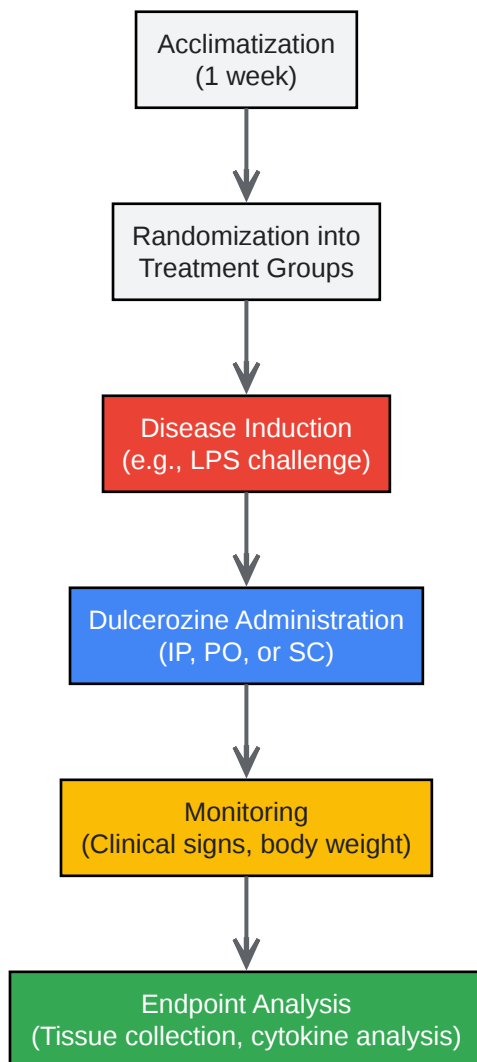 Acclimatization
(1 week)
Randomization into
Treatment Groups
Disease Induction
(e.g., LPS challenge)
Dulcerozine Administration
(IP, PO, or SC)
Monitoring
(Clinical signs, body weight)
Endpoint Analysis
(Tissue collection, cytokine analysis)